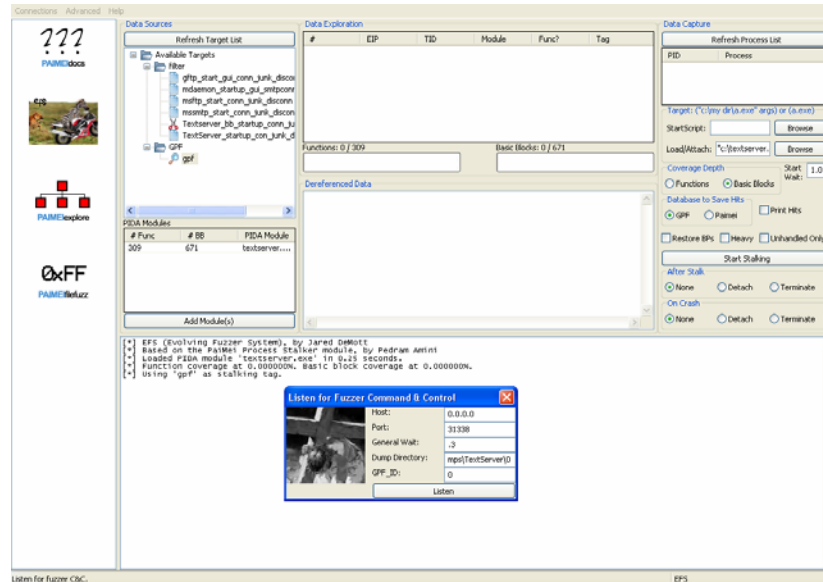 Connections Advanced Help
???
PAIMEIdocs
eps
PAIMEIexplore
0xFF
PAIMEIfilefuzz
Data Sources
Refresh Target List
Available Targets
filter
gftp_start_gui_conn_junk_discon
mdaemon_startup_gui_smtpconn
msftp_start_conn_junk_disconn
mssmtp_start_conn_junk_discon
Textserver_bb_startup_conn_ju
TextServer_startup_con_junk_d
GPF
gpf
PIDA Modules
# Func # BB PIDA Module
309 671 textserver....
Add Module(s)
Data Exploration
# EIP TID Module Func? Tag
Functions: 0 / 309 Basic Blocks: 0 / 671
Dereferenced Data
Data Capture
Refresh Process List
PID Process
Target: ("c:\my dir\a.exe" args) or (a.exe)
StartScript: Browse
Load/Attach: "c:\textserver. Browse
Coverage Depth Start Wait: 1.0
Functions Basic Blocks
Database to Save Hits
GPF Paimei Print Hits
Restore BPs Heavy Unhandled Only
Start Stalking
After Stalk
None Detach Terminate
On Crash
None Detach Terminate
[*] EFS (Evolving Fuzzer System), by Jared DeMott
[*] Based on the PaiMei Process Stalker module, by Pedram Amini
[*] Loaded PIDA module 'textserver.exe' in 0.25 seconds.
[*] Function coverage at 0.000000%. Basic block coverage at 0.000000%.
[*] Using 'gpf' as stalking tag.
Listen for Fuzzer Command & Control
Host: 0.0.0.0
Port: 31338
General Wait: .3
Dump Directory: mps\TextServer\0
GPF_ID: 0
Listen
Listen for fuzzer C&C. EFS